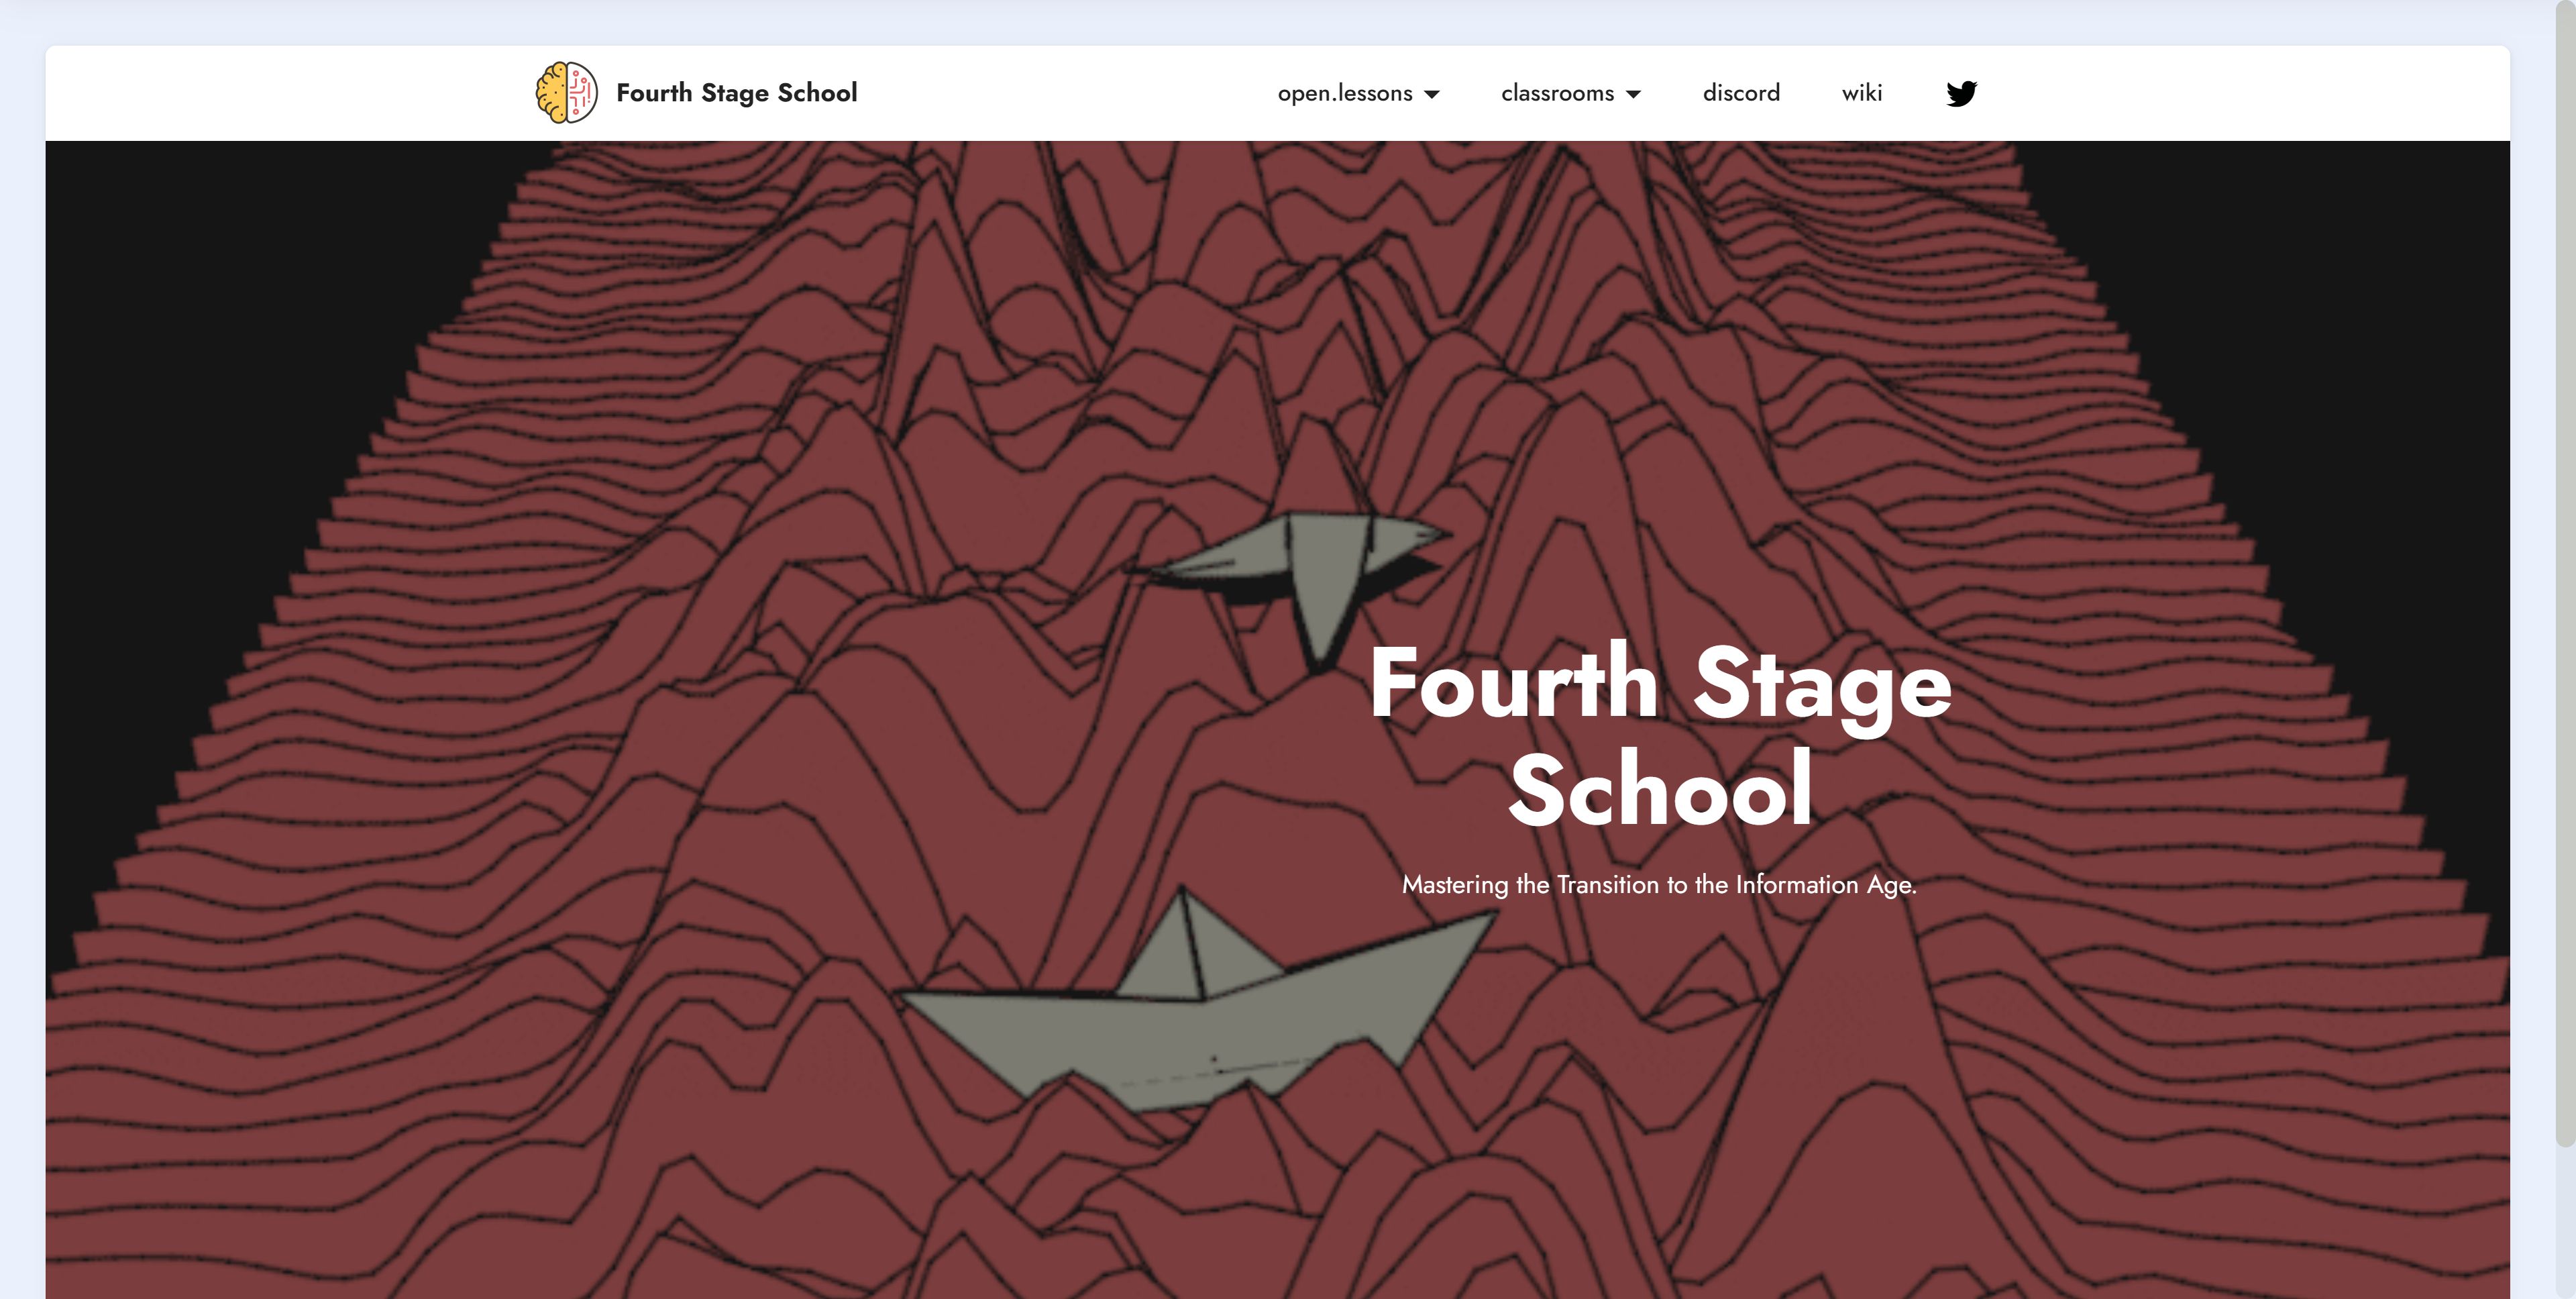 Fourth Stage School
open.lessons
classrooms
discord
wiki
Fourth Stage
School
Mastering the Transition to the Information Age.